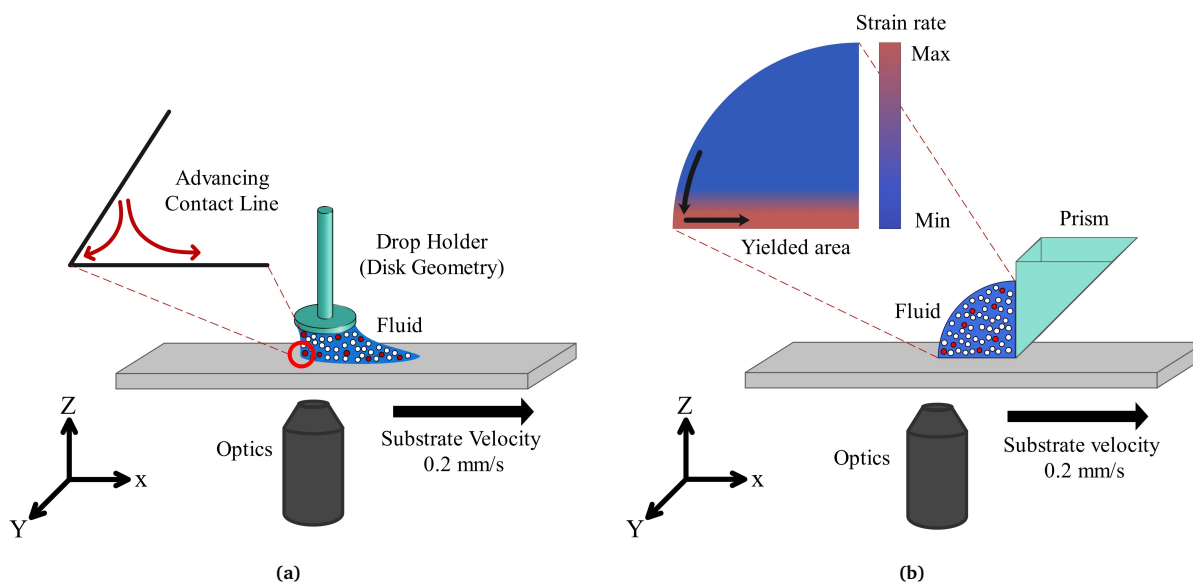 Advancing
Contact Line
Drop Holder
(Disk Geometry)
Fluid
Z
x
Y
Optics
Substrate Velocity
0.2 mm/s
(a)
Strain rate
Max
Min
Yielded area
Prism
Fluid
Z
x
Y
Optics
Substrate velocity
0.2 mm/s
(b)